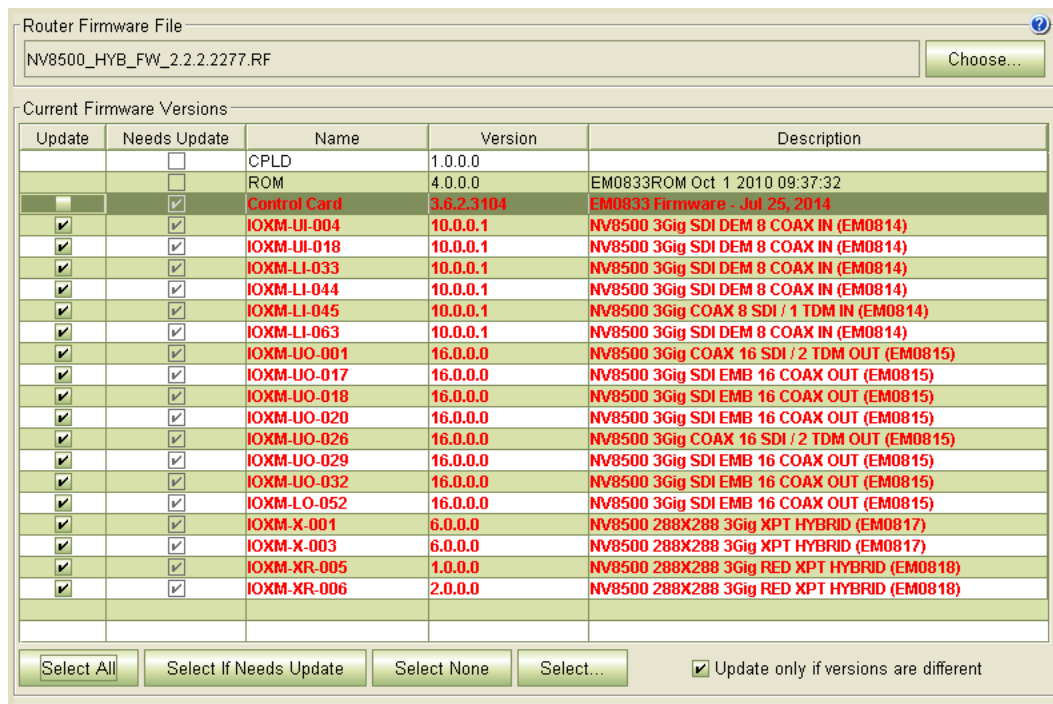 Router Firmware File
NV8500_HYB_FW_2.2.2.2277.RF
Choose...
Current Firmware Versions
Update Needs Update Name Version Description
CPLD 1.0.0.0
ROM 4.0.0.0 EM0833ROM Oct 1 2010 09:37:32
Control Card 3.6.2.3104 EM0833 Firmware - Jul 25, 2014
IOXM-UI-004 10.0.0.1 NV8500 3Gig SDI DEM 8 COAX IN (EM0814)
IOXM-UI-018 10.0.0.1 NV8500 3Gig SDI DEM 8 COAX IN (EM0814)
IOXM-LI-033 10.0.0.1 NV8500 3Gig SDI DEM 8 COAX IN (EM0814)
IOXM-LI-044 10.0.0.1 NV8500 3Gig SDI DEM 8 COAX IN (EM0814)
IOXM-LI-045 10.0.0.1 NV8500 3Gig COAX 8 SDI / 1 TDM IN (EM0814)
IOXM-LI-063 10.0.0.1 NV8500 3Gig SDI DEM 8 COAX IN (EM0814)
IOXM-UO-001 16.0.0.0 NV8500 3Gig COAX 16 SDI / 2 TDM OUT (EM0815)
IOXM-UO-017 16.0.0.0 NV8500 3Gig SDI EMB 16 COAX OUT (EM0815)
IOXM-UO-018 16.0.0.0 NV8500 3Gig SDI EMB 16 COAX OUT (EM0815)
IOXM-UO-020 16.0.0.0 NV8500 3Gig SDI EMB 16 COAX OUT (EM0815)
IOXM-UO-026 16.0.0.0 NV8500 3Gig COAX 16 SDI / 2 TDM OUT (EM0815)
IOXM-UO-029 16.0.0.0 NV8500 3Gig SDI EMB 16 COAX OUT (EM0815)
IOXM-UO-032 16.0.0.0 NV8500 3Gig SDI EMB 16 COAX OUT (EM0815)
IOXM-LO-052 16.0.0.0 NV8500 3Gig SDI EMB 16 COAX OUT (EM0815)
IOXM-X-001 6.0.0.0 NV8500 288X288 3Gig XPT HYBRID (EM0817)
IOXM-X-003 6.0.0.0 NV8500 288X288 3Gig XPT HYBRID (EM0817)
IOXM-XR-005 1.0.0.0 NV8500 288X288 3Gig RED XPT HYBRID (EM0818)
IOXM-XR-006 2.0.0.0 NV8500 288X288 3Gig RED XPT HYBRID (EM0818)
Select All Select If Needs Update Select None Select... Update only if versions are different